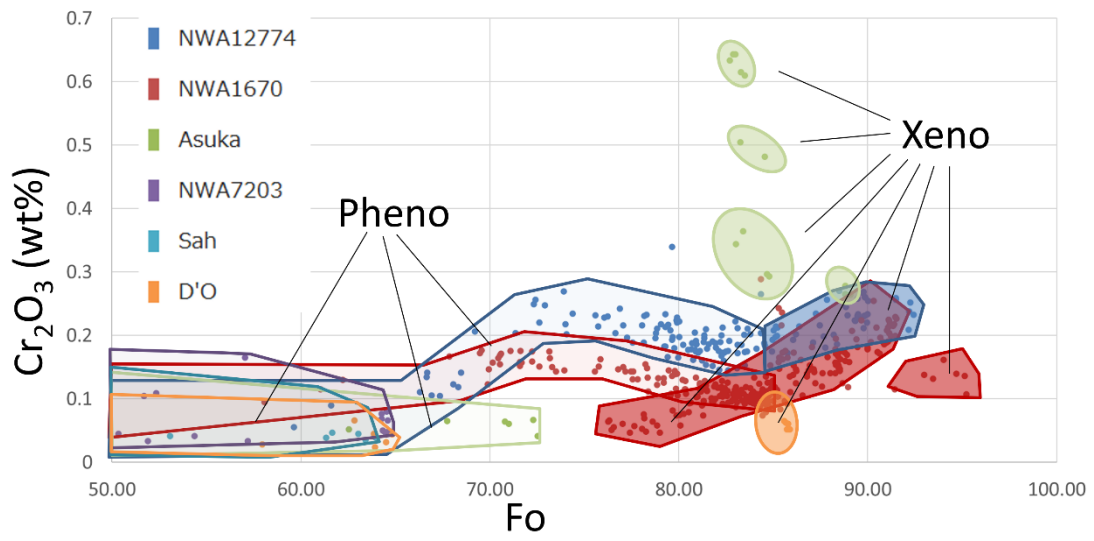 0.7
0.6
0.5
0.4
0.3
0.2
0.1
0
Cr2O3 (wt%)
NWA12774
NWA1670
Asuka
NWA7203
Sah
D'O
Pheno
Xeno
50.00 60.00 70.00 80.00 90.00 100.00
Fo